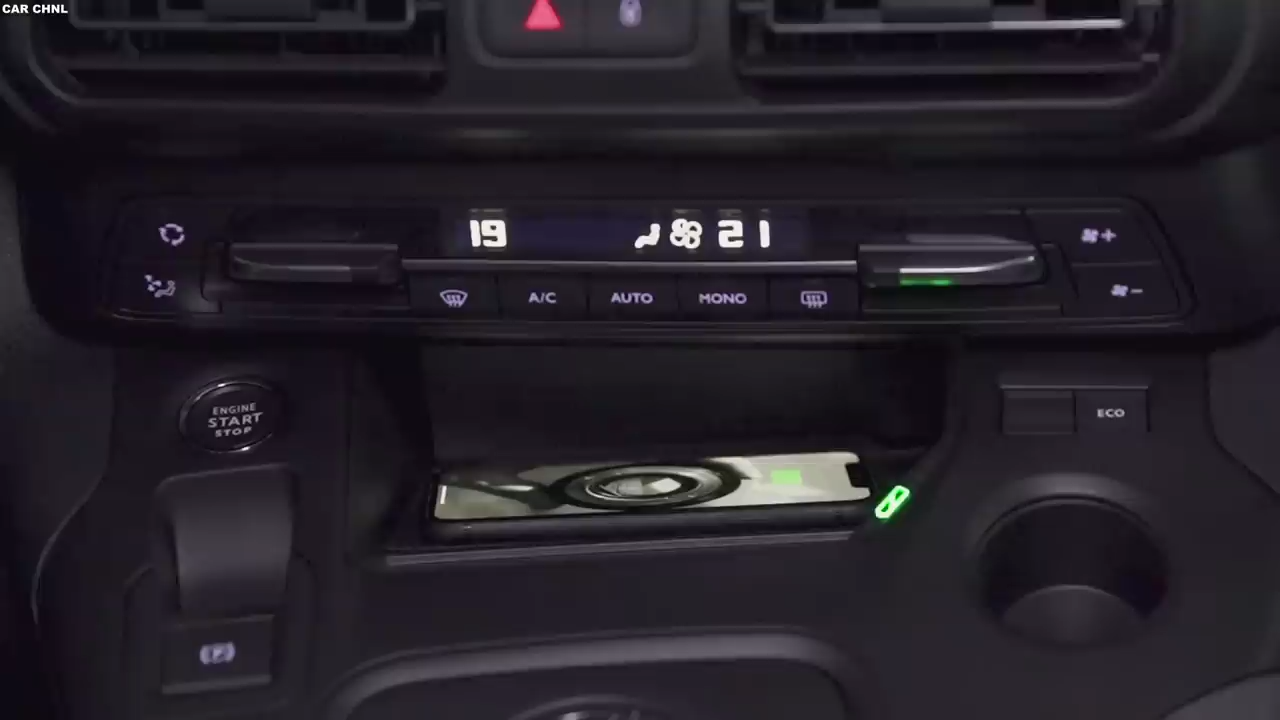 CAR CHNL
19
21
A/C
AUTO
MONO
ENGINE
START
STOP
ECO